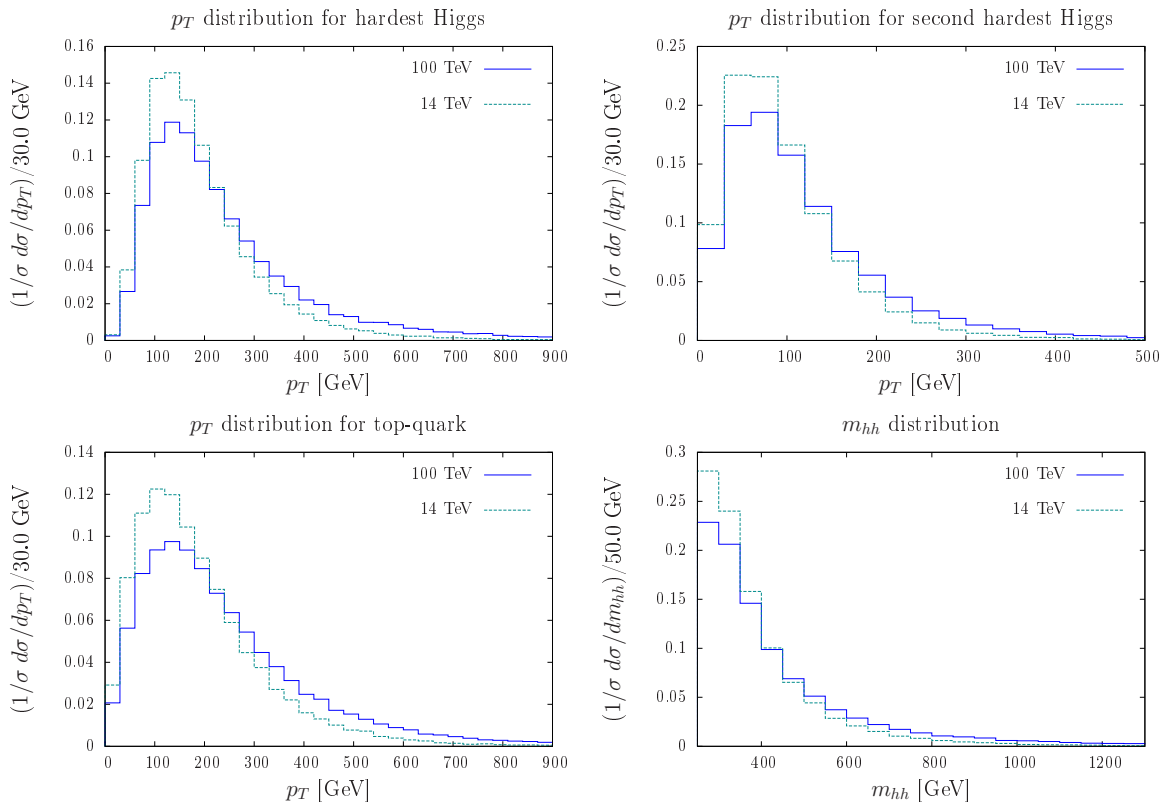 p_T distribution for hardest Higgs
(1/σ dσ/dp_T)/30.0 GeV
0.16
0.14
0.12
0.1
0.08
0.06
0.04
0.02
0
100 TeV
14 TeV
0 100 200 300 400 500 600 700 800 900
p_T [GeV]
p_T distribution for second hardest Higgs
(1/σ dσ/dp_T)/30.0 GeV
0.25
0.2
0.15
0.1
0.05
0
100 TeV
14 TeV
0 100 200 300 400 500
p_T [GeV]
p_T distribution for top-quark
(1/σ dσ/dp_T)/30.0 GeV
0.14
0.12
0.1
0.08
0.06
0.04
0.02
0
100 TeV
14 TeV
0 100 200 300 400 500 600 700 800 900
p_T [GeV]
m_{hh} distribution
(1/σ dσ/dm_{hh})/50.0 GeV
0.3
0.25
0.2
0.15
0.1
0.05
0
100 TeV
14 TeV
400 600 800 1000 1200
m_{hh} [GeV]